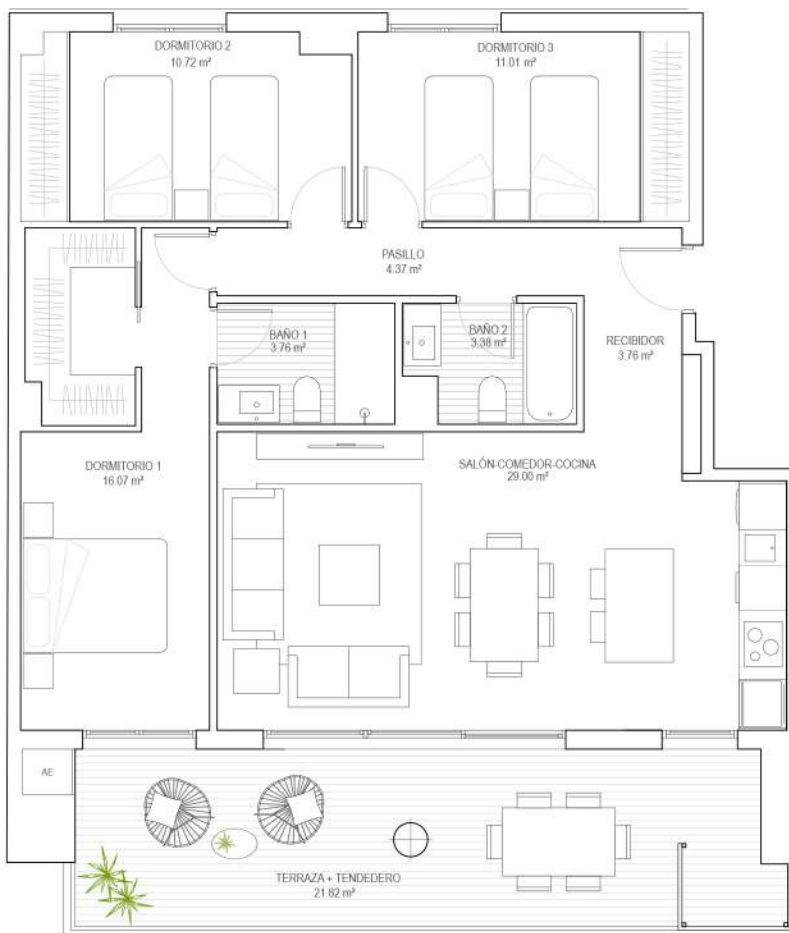 DORMITORIO 2
10.72 m²
DORMITORIO 3
11.01 m²
PASILLO
4.37 m²
BAÑO 1
3.76 m²
BAÑO 2
3.38 m²
RECIBIDOR
3.76 m²
DORMITORIO 1
16.07 m²
SALÓN-COMEDOR-COCINA
29.00 m²
AE
TERRAZA + TENDEDERO
21.82 m²